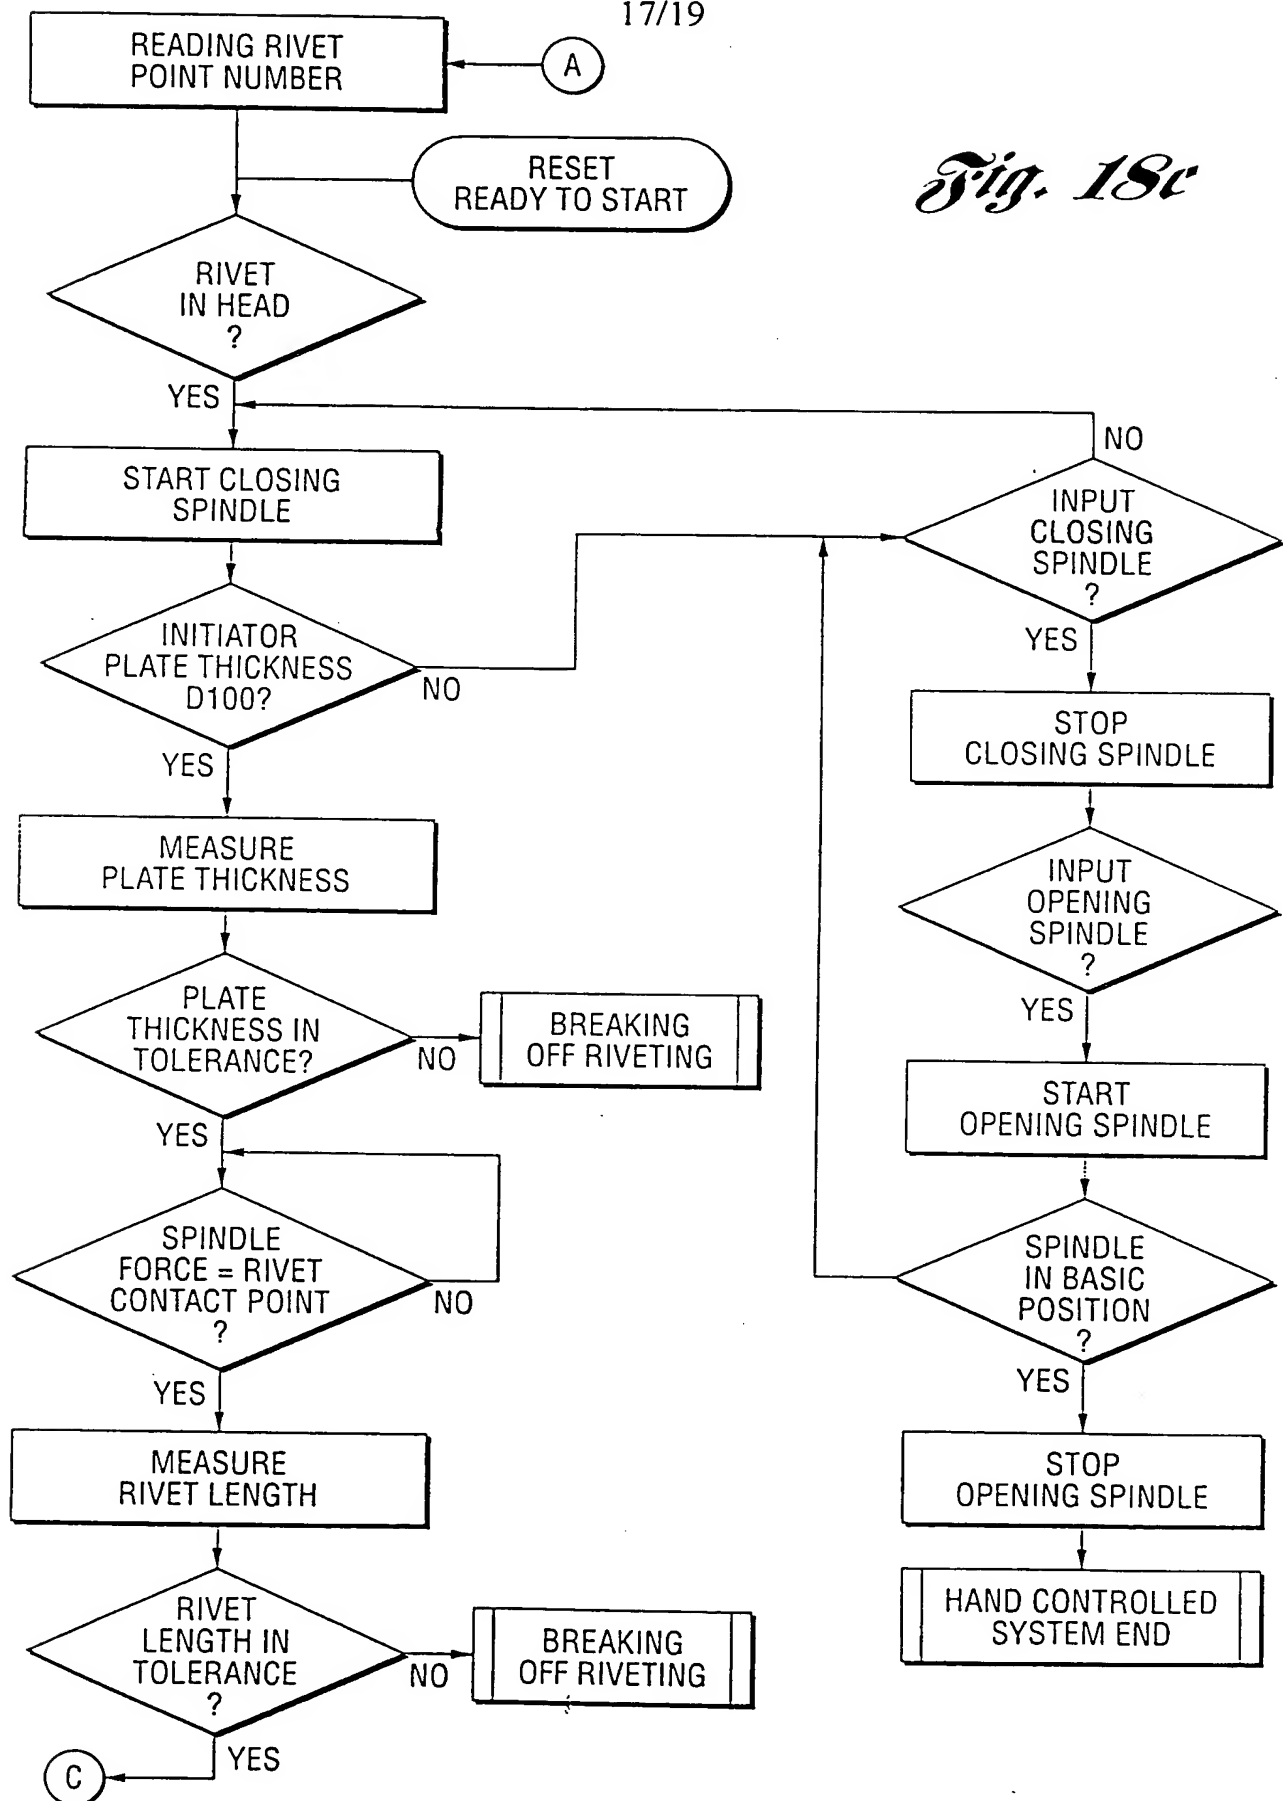 17/19
READING RIVET
POINT NUMBER
A
RESET
READY TO START
Fig. 18c
RIVET
IN HEAD
?
YES
START CLOSING
SPINDLE
INITIATOR
PLATE THICKNESS
D100?
NO
YES
MEASURE
PLATE THICKNESS
PLATE
THICKNESS IN
TOLERANCE?
NO
BREAKING
OFF RIVETING
YES
SPINDLE
FORCE = RIVET
CONTACT POINT
?
NO
YES
MEASURE
RIVET LENGTH
RIVET
LENGTH IN
TOLERANCE
?
NO
BREAKING
OFF RIVETING
YES
C
NO
INPUT
CLOSING
SPINDLE
?
YES
STOP
CLOSING SPINDLE
INPUT
OPENING
SPINDLE
?
YES
START
OPENING SPINDLE
SPINDLE
IN BASIC
POSITION
?
YES
STOP
OPENING SPINDLE
HAND CONTROLLED
SYSTEM END